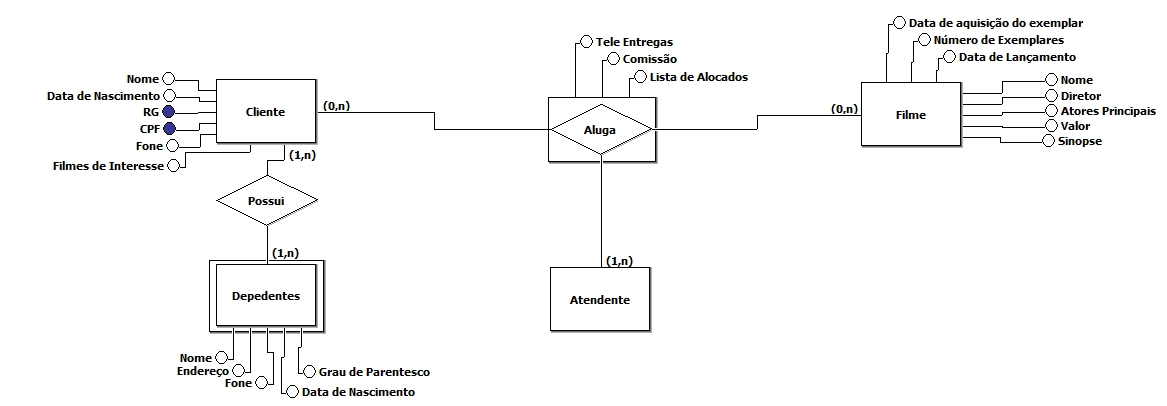 Data de aquisição do exemplar
Número de Exemplares
Data de Lançamento
Tele Entregas
Comissão
Lista de Alocados
Nome
Data de Nascimento
RG
CPF
Fone
Filmes de Interesse
Cliente
(0,n)
(1,n)
Aluga
(0,n)
Filme
Nome
Diretor
Atores Principais
Valor
Sinopse
Possui
(1,n)
Depedentes
(1,n)
Atendente
Nome
Endereço
Fone
Data de Nascimento
Grau de Parentesco